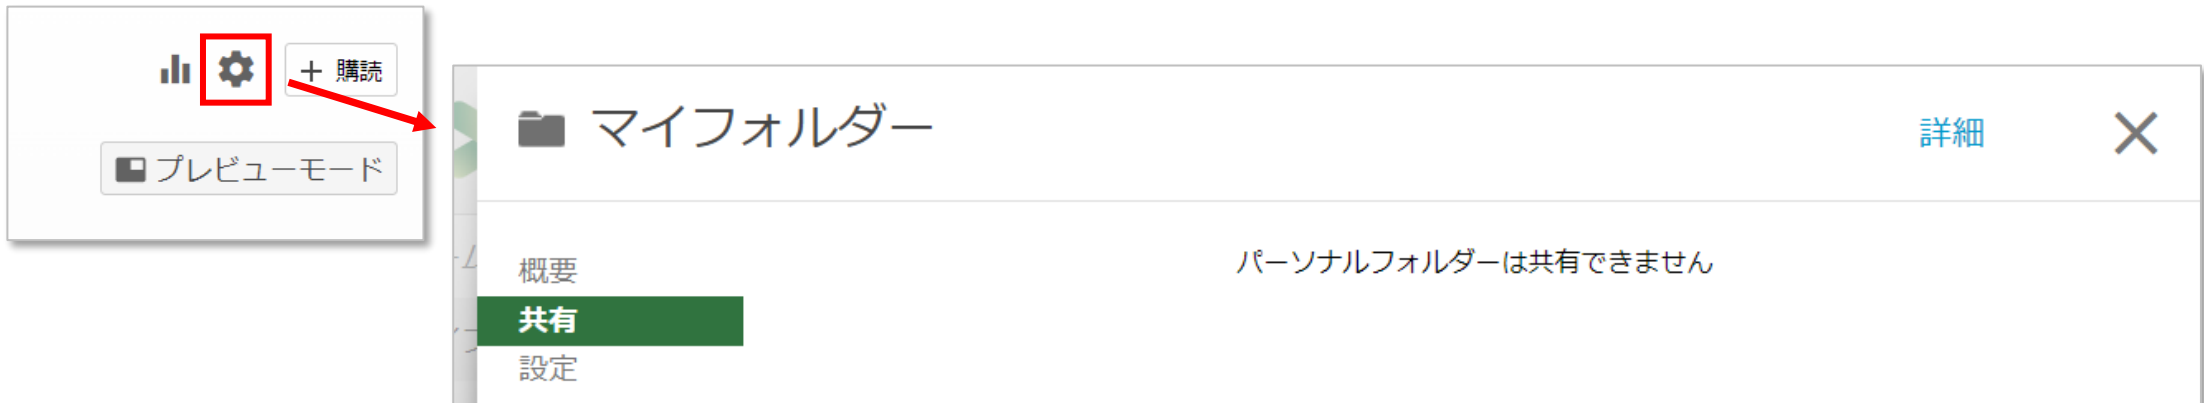 + 購読
プレビューモード
マイフォルダー
詳細
概要
共有
設定
パーソナルフォルダーは共有できません